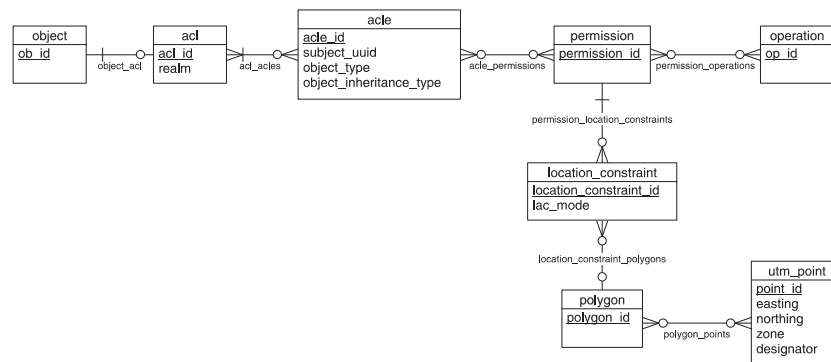 object
ob_id
object_acl
acl
acl_id
realm
acl_acles
acle
acle_id
subject_uuid
object_type
object_inheritance_type
acle_permissions
permission
permission_id
permission_operations
operation
op_id
permission_location_constraints
location_constraint
location_constraint_id
lac_mode
location_constraint_polygons
polygon
polygon_id
polygon_points
utm_point
point_id
easting
northing
zone
designator